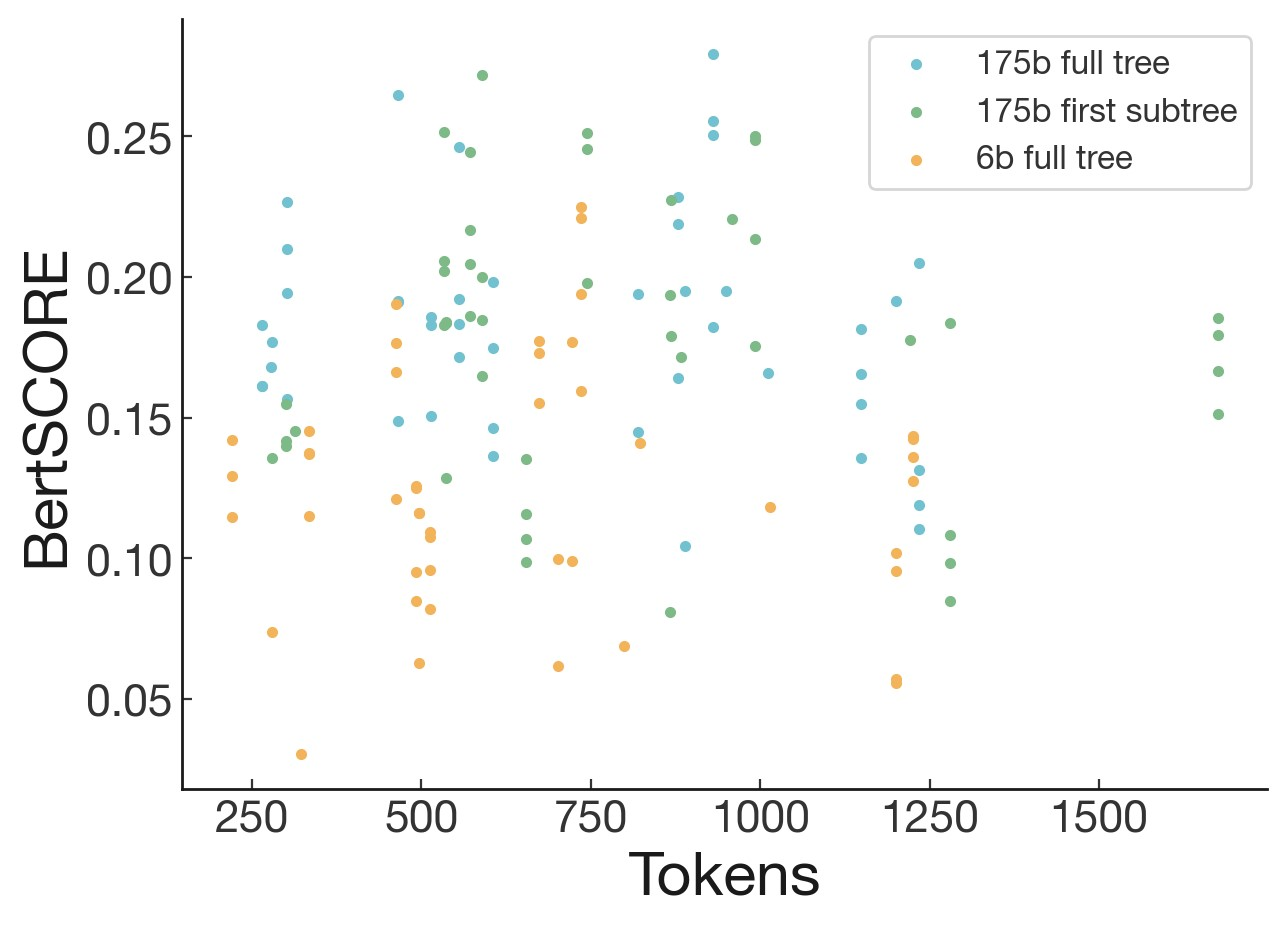 175b full tree
175b first subtree
6b full tree
0.25
0.20
0.15
0.10
0.05
BertSCORE
250 500 750 1000 1250 1500
Tokens